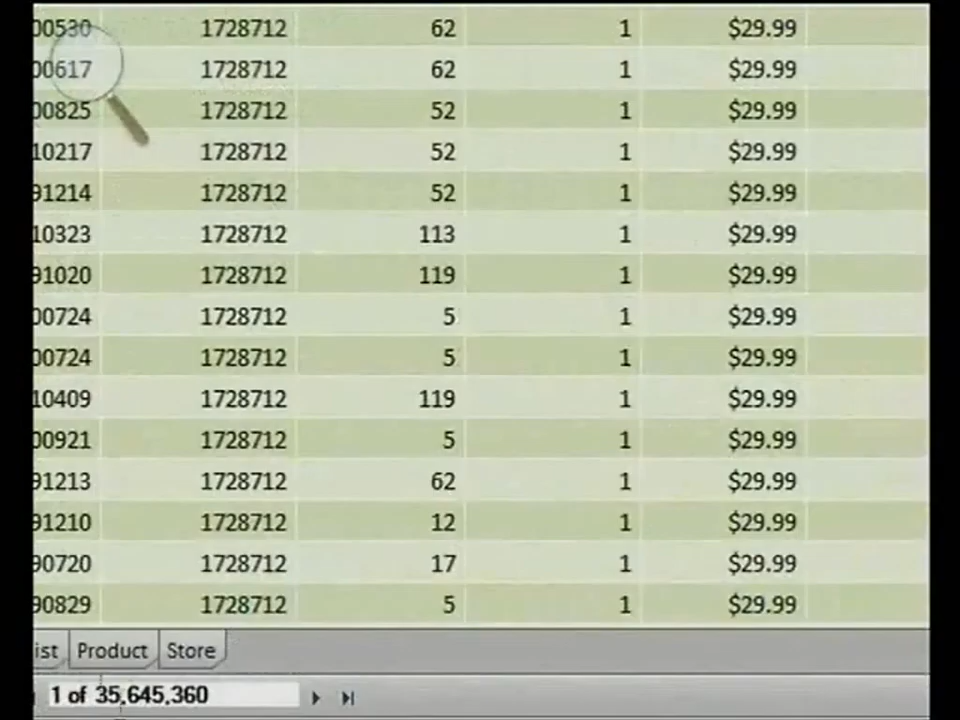 00530 1728712 62 1 $29.99
00617 1728712 62 1 $29.99
00825 1728712 52 1 $29.99
10217 1728712 52 1 $29.99
91214 1728712 52 1 $29.99
10323 1728712 113 1 $29.99
91020 1728712 119 1 $29.99
00724 1728712 5 1 $29.99
00724 1728712 5 1 $29.99
10409 1728712 119 1 $29.99
00921 1728712 5 1 $29.99
91213 1728712 62 1 $29.99
91210 1728712 12 1 $29.99
90720 1728712 17 1 $29.99
90829 1728712 5 1 $29.99
ist Product Store
1 of 35,645,360